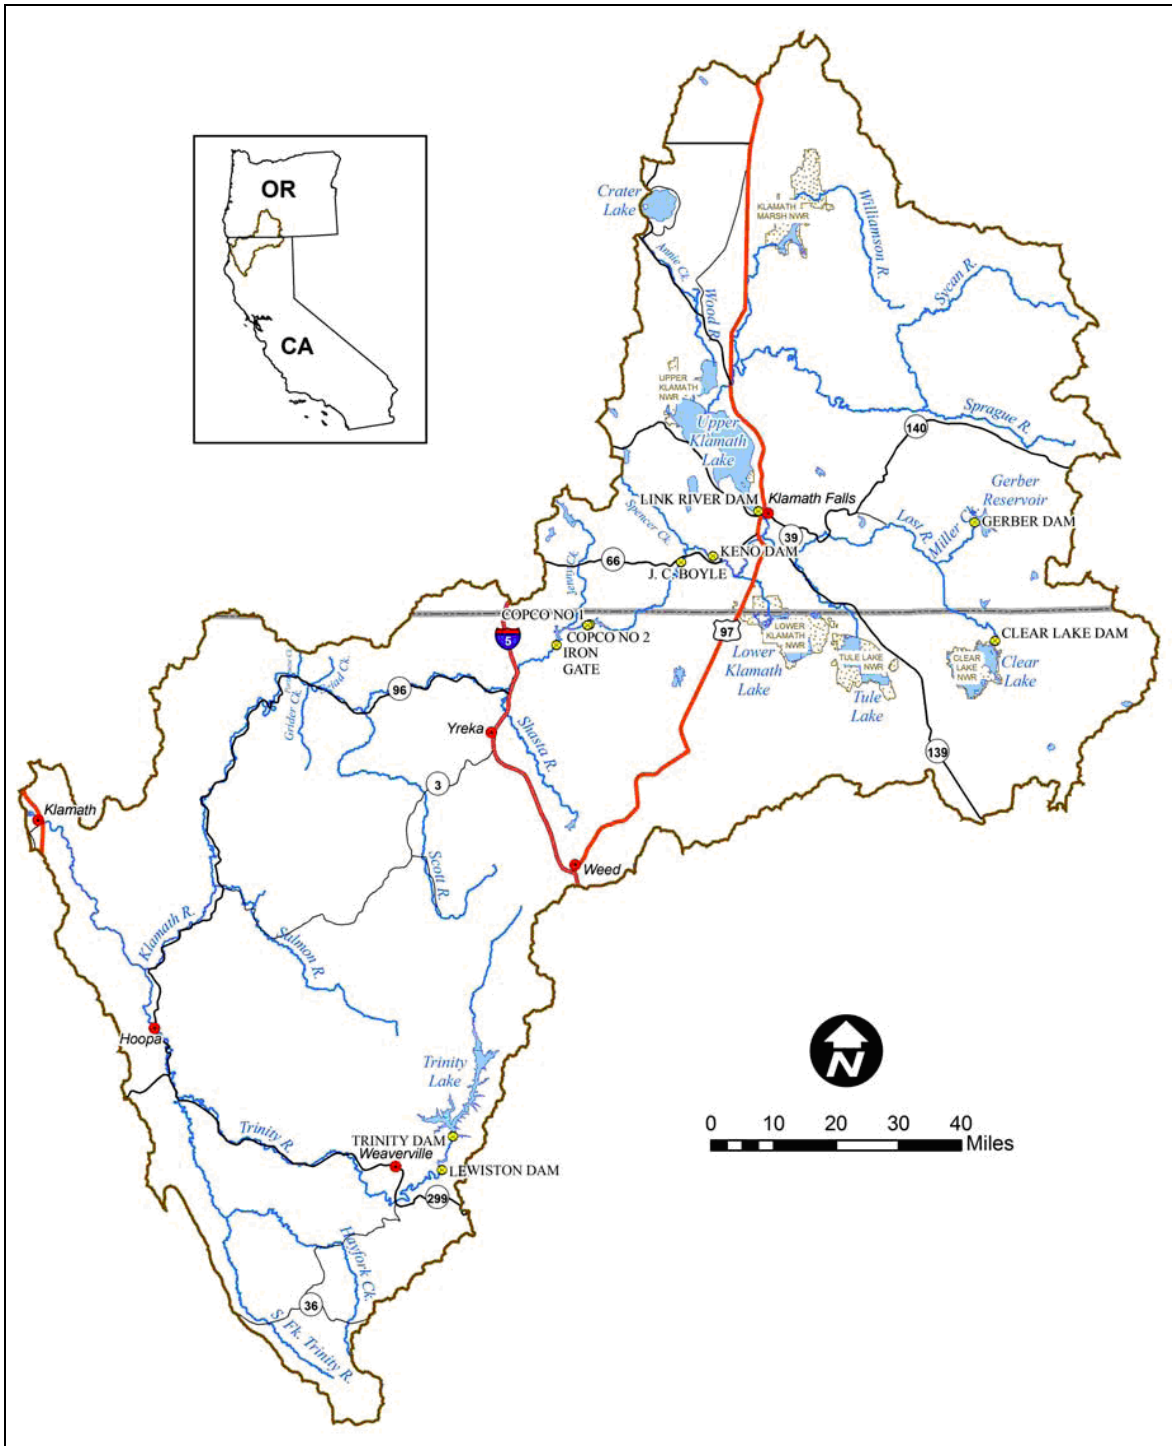 OR
CA
Crater
Lake
KLAMATH
MARSH NWR
Williamson R.
Sycan R.
Annie Ck.
Wood R.
UPPER
KLAMATH
NWR
Upper
Klamath
Lake
Sprague R.
140
Gerber
Reservoir
LINK RIVER DAM
Klamath Falls
Spencer Ck.
Lost R.
Miller Ck.
GERBER DAM
39
KENO DAM
66
J. C. BOYLE
Jenny Ck.
COPCO NO 1
5
COPCO NO 2
IRON
GATE
97
LOWER
KLAMATH
NWR
Lower
Klamath
Lake
TULE LAKE
NWR
Tule
Lake
CLEAR LAKE DAM
CLEAR
LAKE
NWR
Clear
Lake
Grider Ck.
96
Yreka
Shasta R.
139
3
Klamath
Scott R.
Weed
Klamath R.
Salmon R.
Hoopa
Trinity
Lake
N
Trinity R.
TRINITY DAM
Weaverville
LEWISTON DAM
0 10 20 30 40
Miles
299
Hayfork Ck.
36
S. Fk. Trinity R.